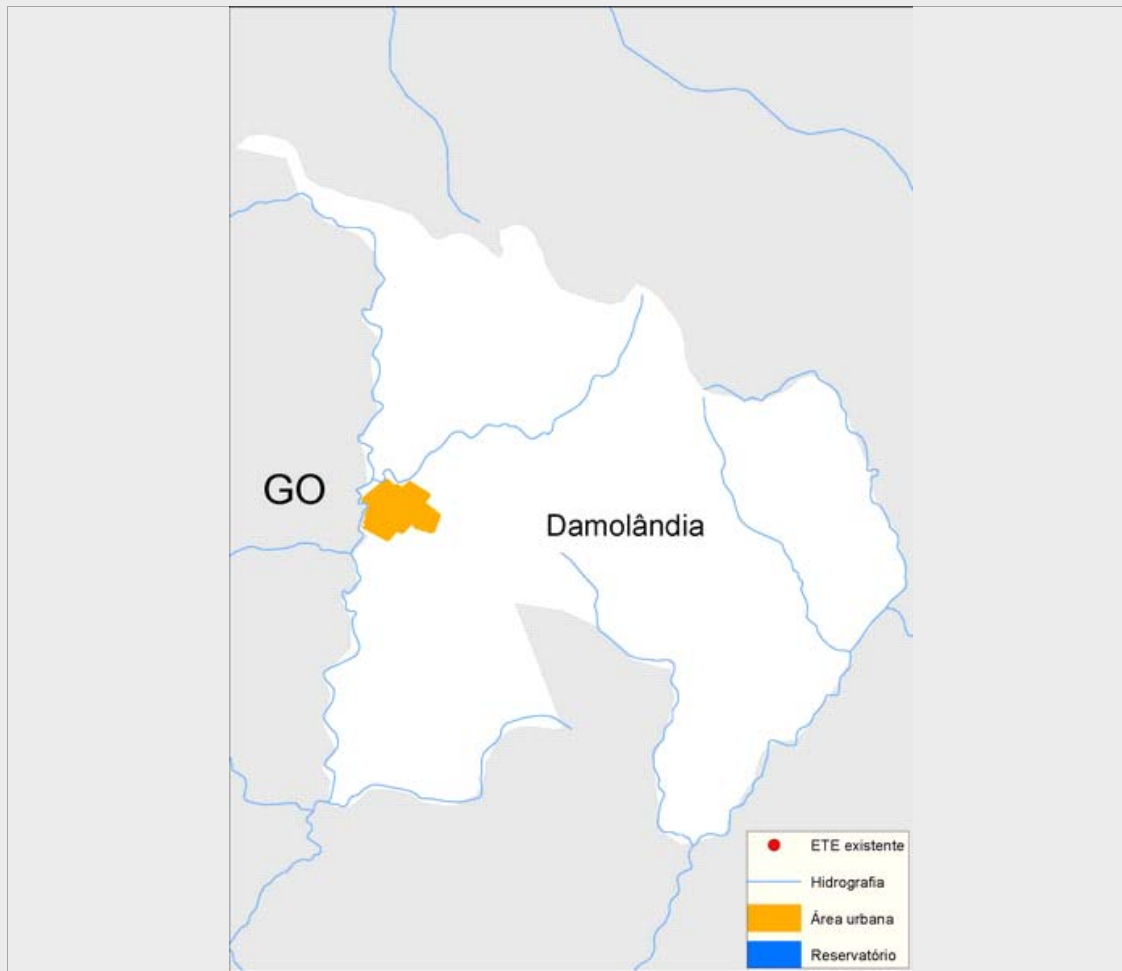 GO
Damolândia
ETE existente
Hidrografia
Área urbana
Reservatório